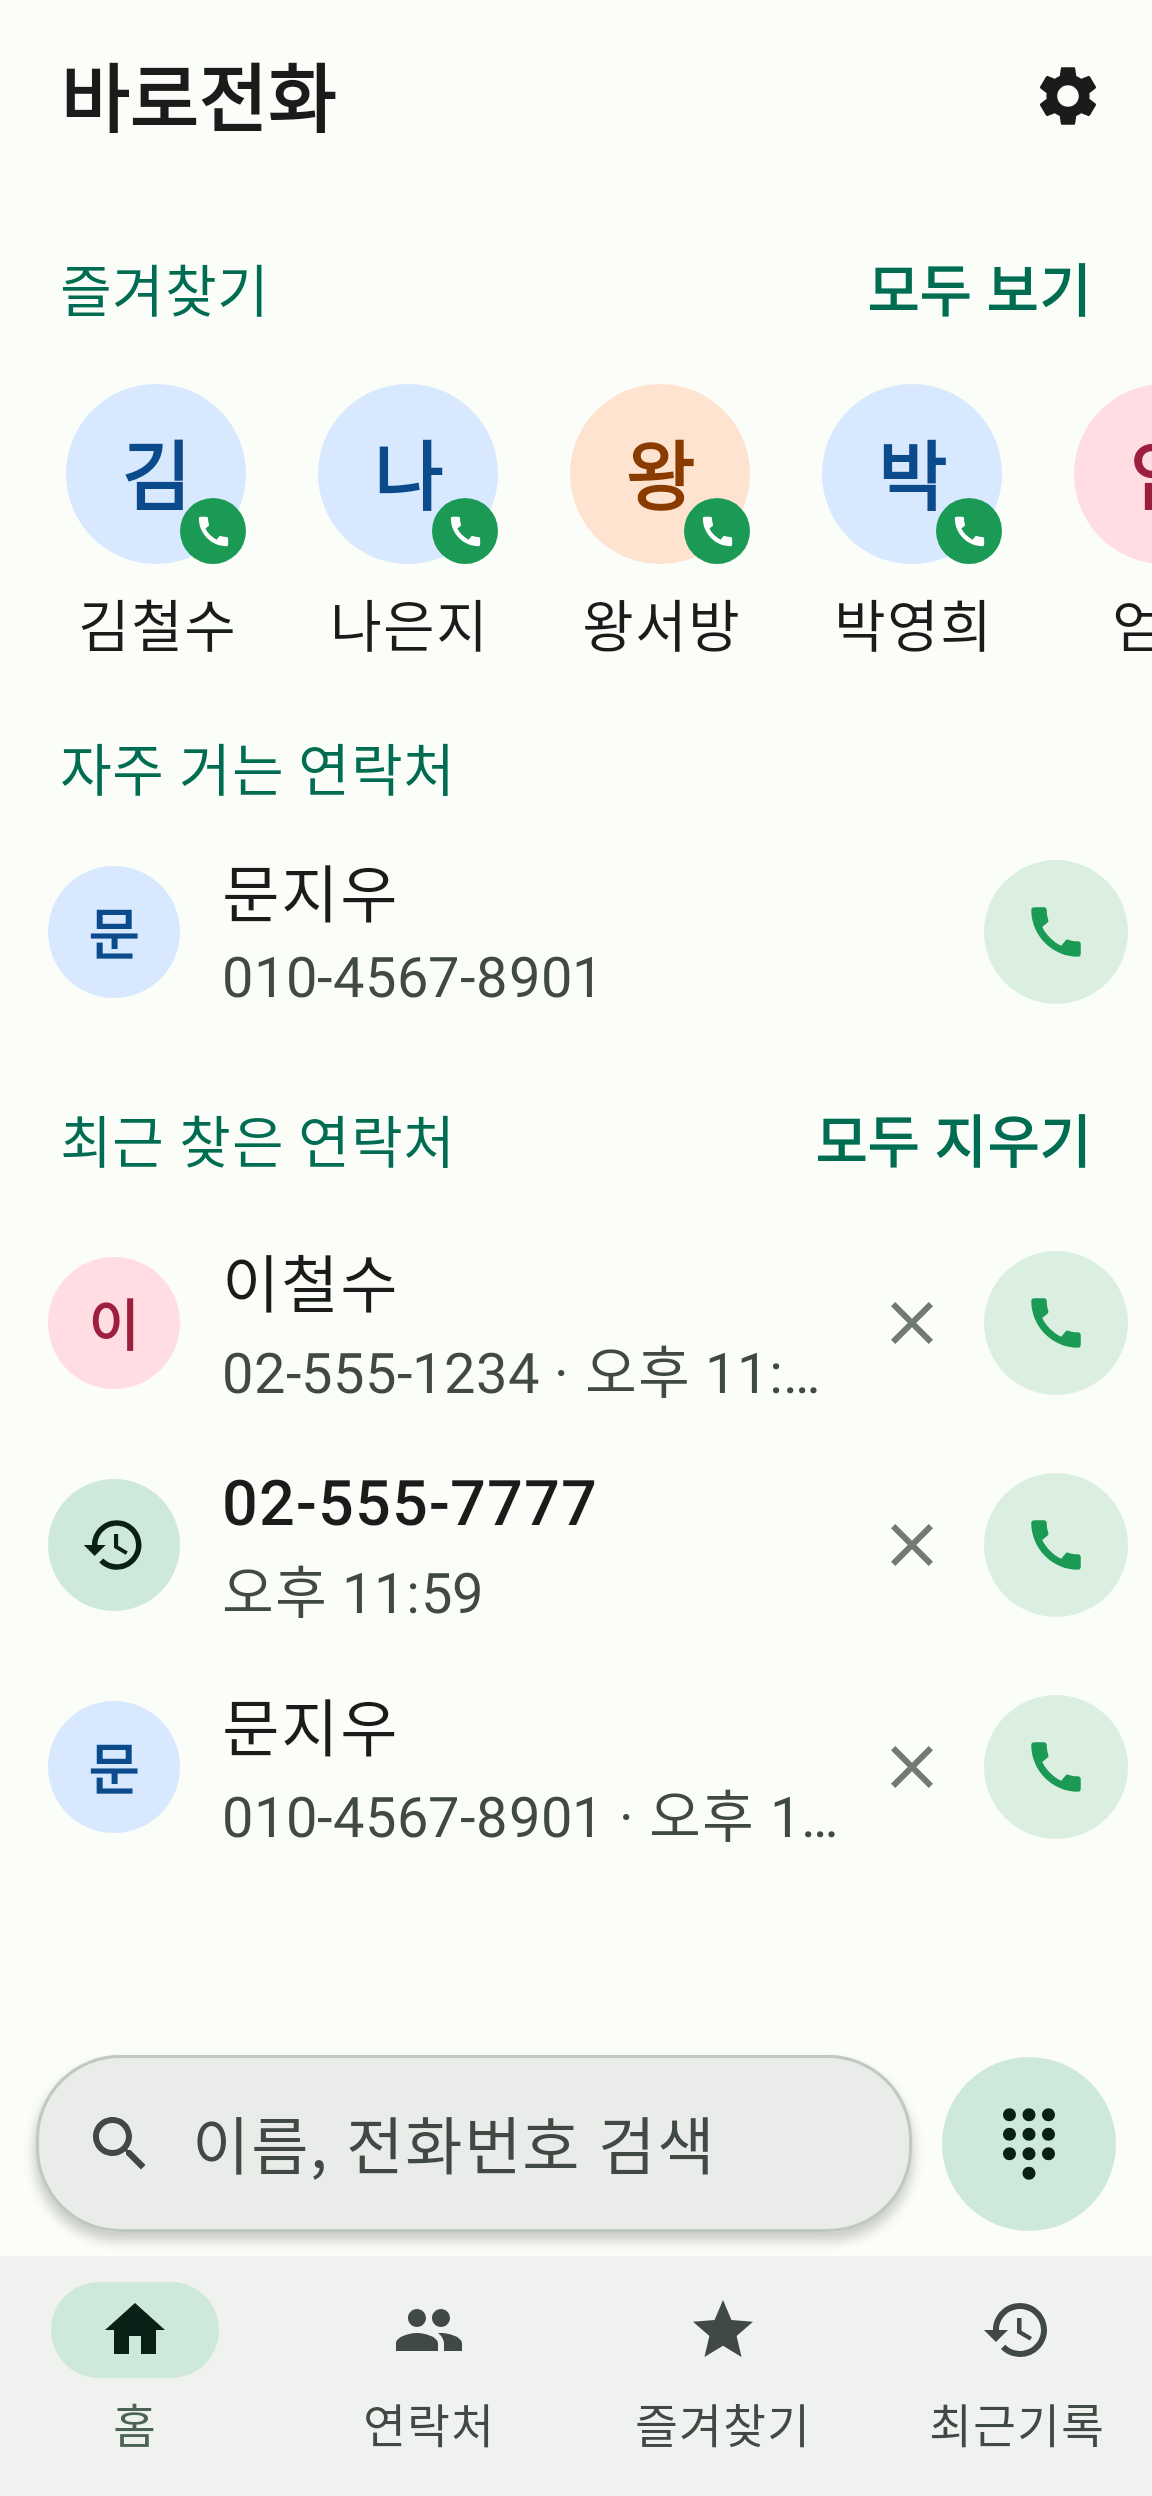 바로전화
즐겨찾기
모두 보기
김
나
왕
박
김철수
나은지
왕서방
박영희
자주 거는 연락처
문
문지우
010-4567-8901
최근 찾은 연락처
모두 지우기
이
이철수
02-555-1234 · 오후 11:...
02-555-7777
오후 11:59
문
문지우
010-4567-8901 · 오후 1...
이름, 전화번호 검색
홈
연락처
즐겨찾기
최근기록